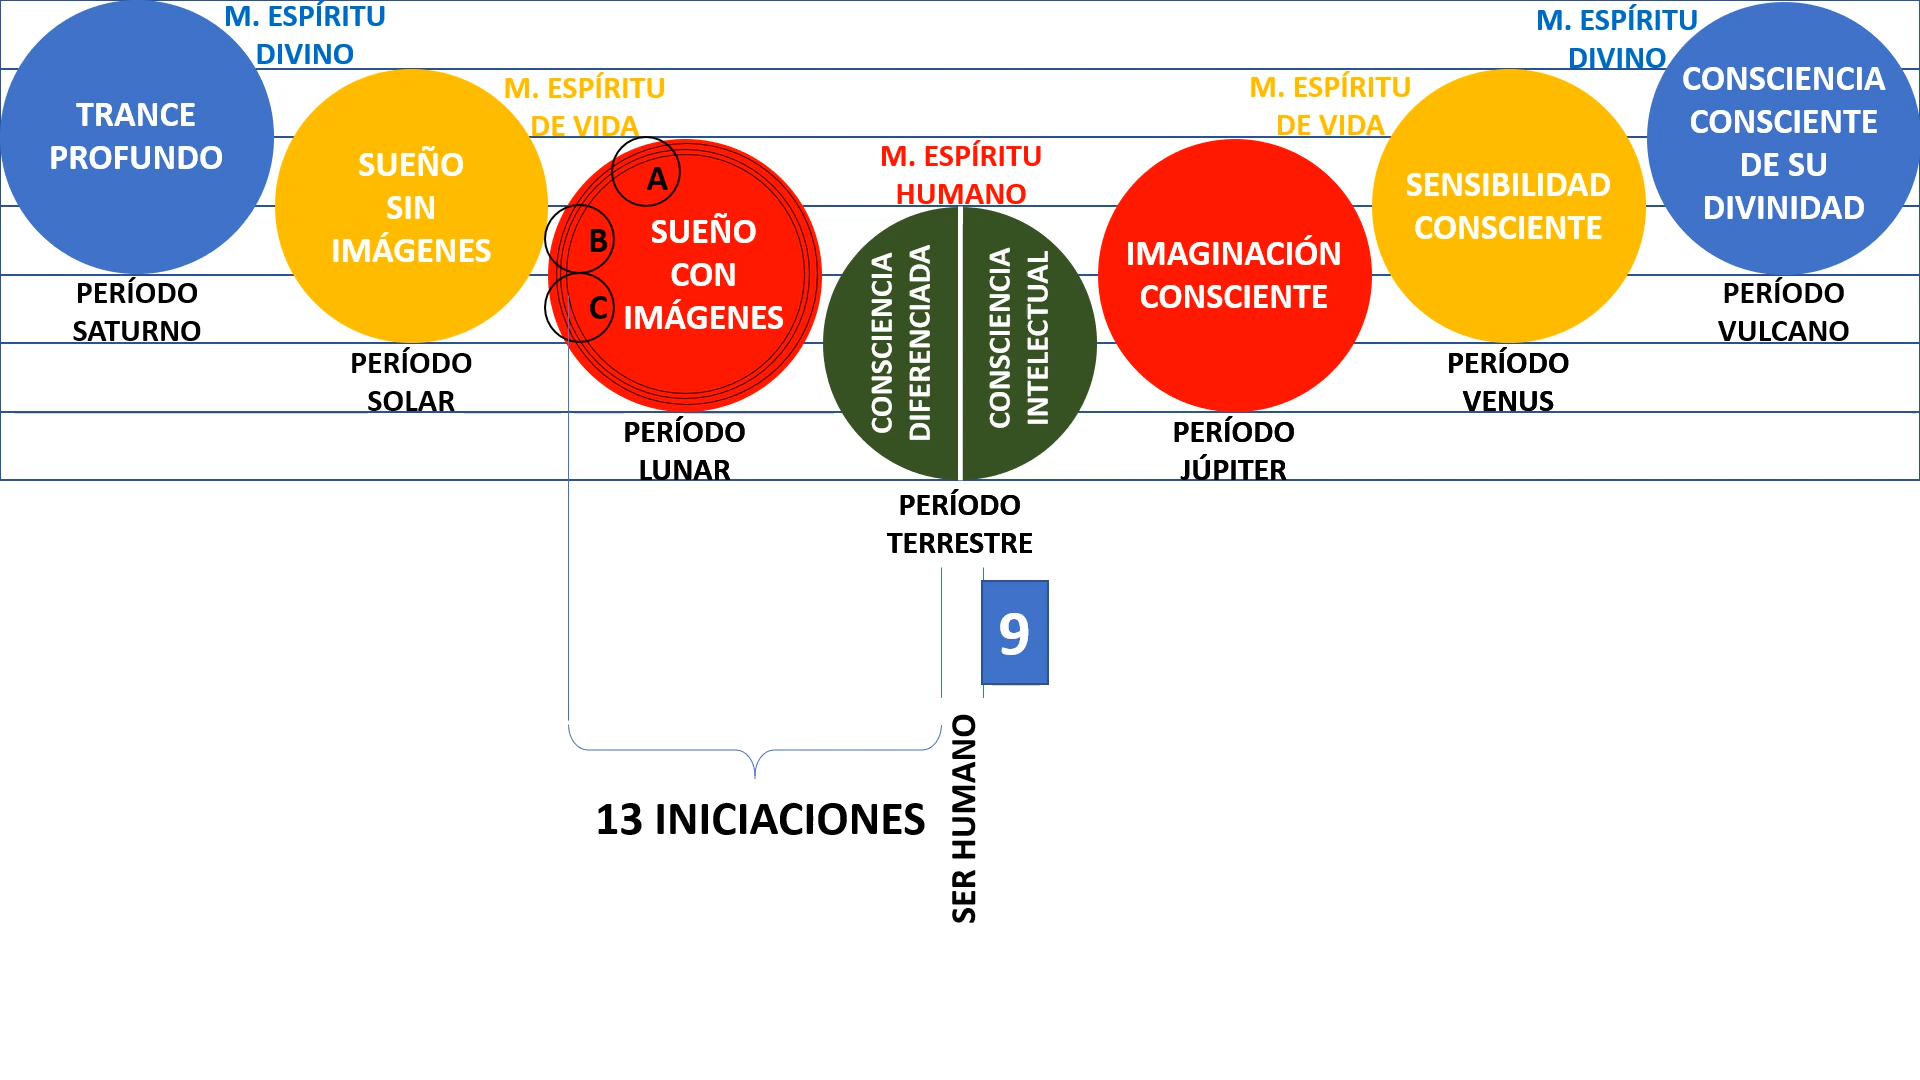 M. ESPÍRITU
DIVINO
TRANCE
PROFUNDO
PERÍODO
SATURNO
M. ESPÍRITU
DE VIDA
SUEÑO
SIN
IMÁGENES
PERÍODO
SOLAR
A
B
C
SUEÑO
CON
IMÁGENES
PERÍODO
LUNAR
M. ESPÍRITU
HUMANO
CONSCIENCIA
DIFERENCIADA
CONSCIENCIA
INTELECTUAL
PERÍODO
TERRESTRE
IMAGINACIÓN
CONSCIENTE
PERÍODO
JÚPITER
M. ESPÍRITU
DE VIDA
SENSIBILIDAD
CONSCIENTE
PERÍODO
VENUS
M. ESPÍRITU
DIVINO
CONSCIENCIA
CONSCIENTE
DE SU
DIVINIDAD
PERÍODO
VULCANO
9
13 INICIACIONES
SER HUMANO